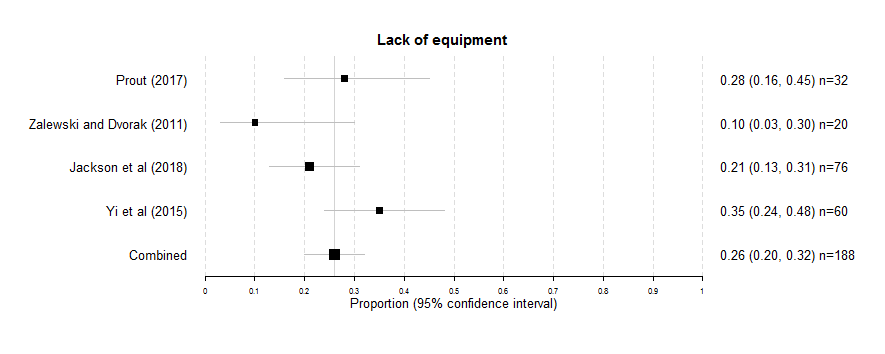 Lack of equipment
Prout (2017) 0.28 (0.16, 0.45) n=32
Zalewski and Dvorak (2011) 0.10 (0.03, 0.30) n=20
Jackson et al (2018) 0.21 (0.13, 0.31) n=76
Yi et al (2015) 0.35 (0.24, 0.48) n=60
Combined 0.26 (0.20, 0.32) n=188
0 0.1 0.2 0.3 0.4 0.5 0.6 0.7 0.8 0.9 1
Proportion (95% confidence interval)